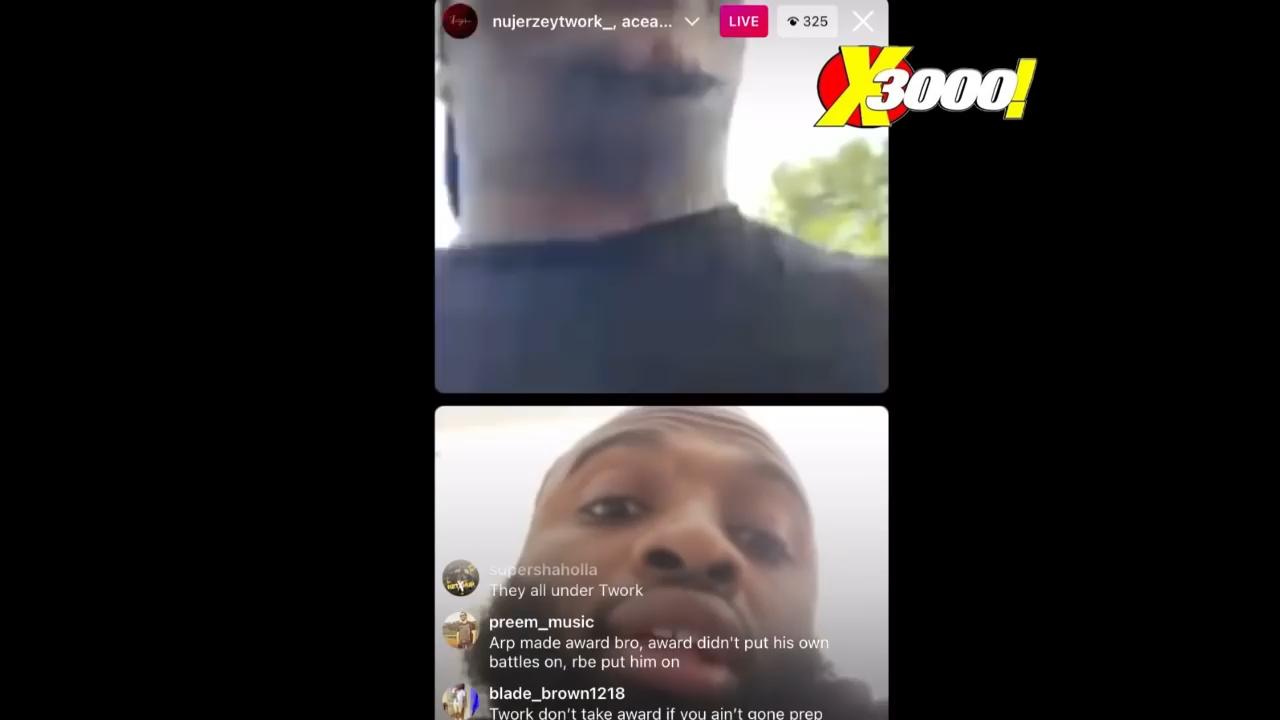 nujerzeytwork_, acea...
LIVE
325
X3000!
supershaholla
They all under Twork
preem_music
Arp made award bro, award didn't put his own
battles on, rbe put him on
blade_brown1218
Twork don't take award if you ain't gone prep